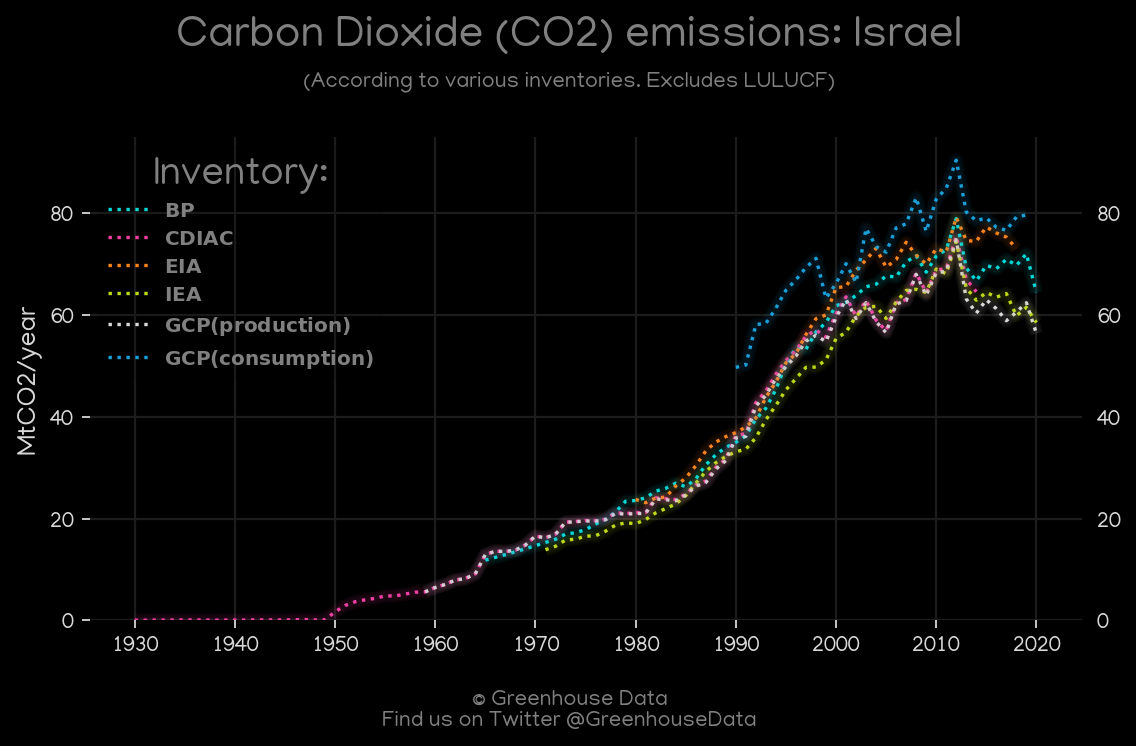 Carbon Dioxide (CO2) emissions: Israel
(According to various inventories. Excludes LULUCF)
Inventory:
BP
CDIAC
EIA
IEA
GCP(production)
GCP(consumption)
MtCO2/year
80
60
40
20
0
80
60
40
20
0
1930 1940 1950 1960 1970 1980 1990 2000 2010 2020
© Greenhouse Data
Find us on Twitter @GreenhouseData